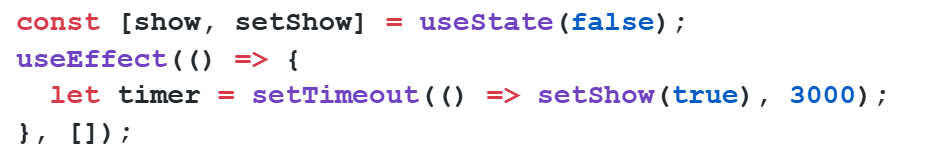 const [show, setShow] = useState(false);
useEffect(() => {
  let timer = setTimeout(() => setShow(true), 3000);
}, []);